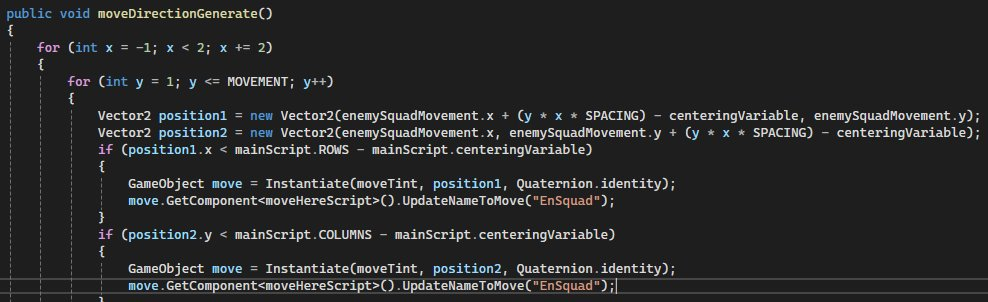 public void moveDirectionGenerate()
{
for (int x = -1; x < 2; x += 2)
{
for (int y = 1; y <= MOVEMENT; y++)
{
Vector2 position1 = new Vector2(enemySquadMovement.x + (y * x * SPACING) - centeringVariable, enemySquadMovement.y);
Vector2 position2 = new Vector2(enemySquadMovement.x, enemySquadMovement.y + (y * x * SPACING) - centeringVariable);
if (position1.x < mainScript.ROWS - mainScript.centeringVariable)
{
GameObject move = Instantiate(moveTint, position1, Quaternion.identity);
move.GetComponent<moveHereScript>().UpdateNameToMove("EnSquad");
}
if (position2.y < mainScript.COLUMNS - mainScript.centeringVariable)
{
GameObject move = Instantiate(moveTint, position2, Quaternion.identity);
move.GetComponent<moveHereScript>().UpdateNameToMove("EnSquad");
}